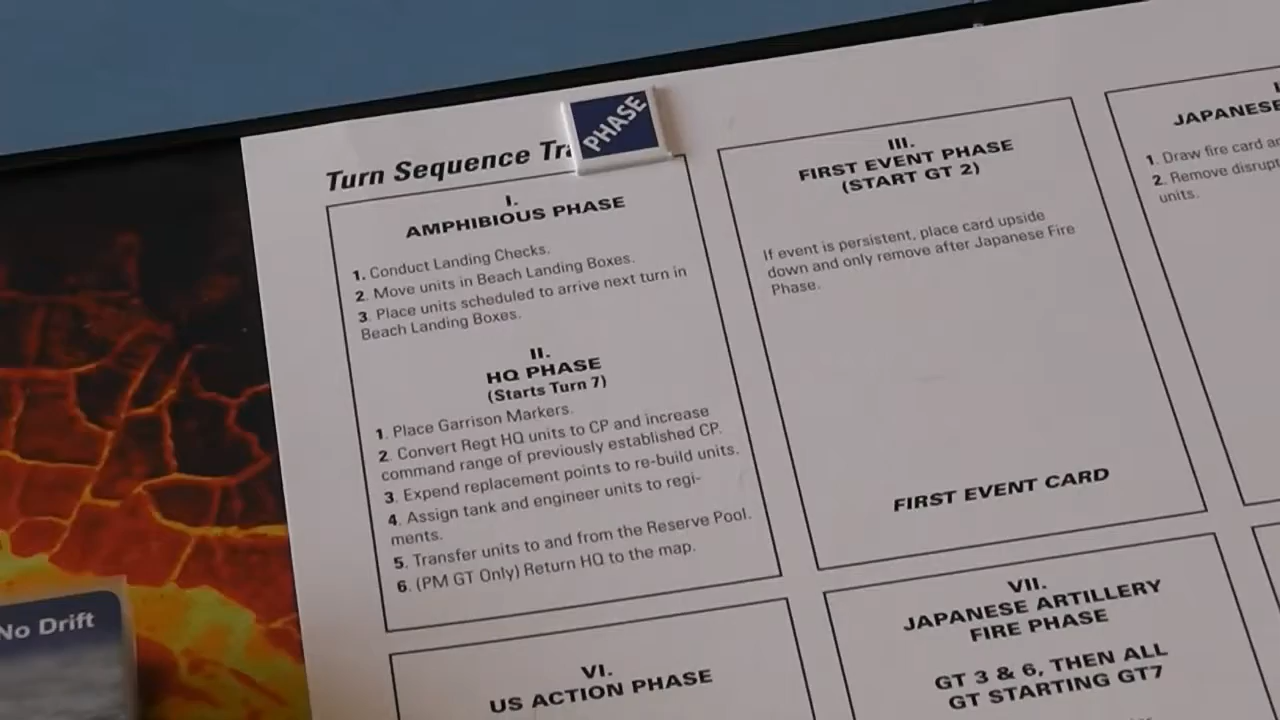 PHASE
Turn Sequence
I.
AMPHIBIOUS PHASE
1. Conduct Landing Checks.
2. Move units in Beach Landing Boxes.
3. Place units scheduled to arrive next turn in
Beach Landing Boxes.
II.
HQ PHASE
(Starts Turn 7)
1. Place Garrison Markers.
2. Convert Regt HQ units to CP and increase
command range of previously established CP.
3. Expend replacement points to re-build units.
4. Assign tank and engineer units to regi-
ments.
5. Transfer units to and from the Reserve Pool.
6. (PM GT Only) Return HQ to the map.
III.
FIRST EVENT PHASE
(START GT 2)
If event is persistent, place card upside
down and only remove after Japanese Fire
Phase.
FIRST EVENT CARD
JAPANESE
1. Draw fire card
2. Remove
units.
No Drift
VI.
US ACTION PHASE
VII.
JAPANESE ARTILLERY
FIRE PHASE
GT 3 & 6, THEN ALL
GT STARTING GT7